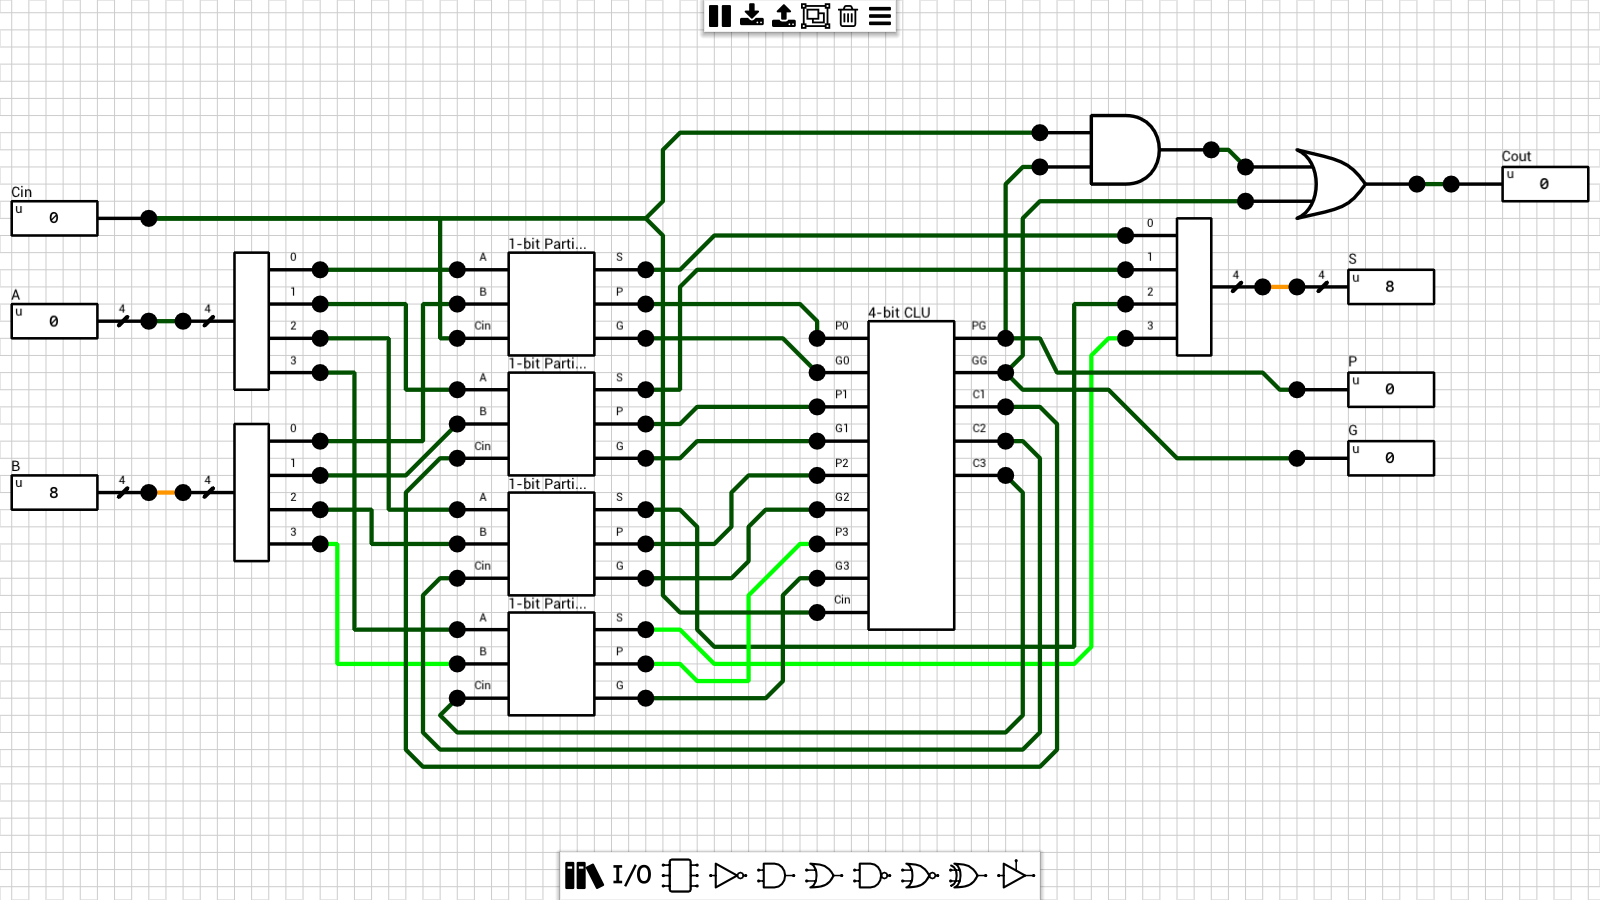 Cin
u 0
A
u 0
4 4
0
1
2
3
B
u 8
4 4
0
1
2
3
1-bit Parti...
A S
B P
Cin G
1-bit Parti...
A S
B P
Cin G
1-bit Parti...
A S
B P
Cin G
1-bit Parti...
A S
B P
Cin G
4-bit CLU
P0 PG
G0 GG
P1 C1
G1 C2
P2 C3
G2
P3
G3
Cin
0
1
2
3
4 4
Cout
u 0
S
u 8
P
u 0
G
u 0
I/O